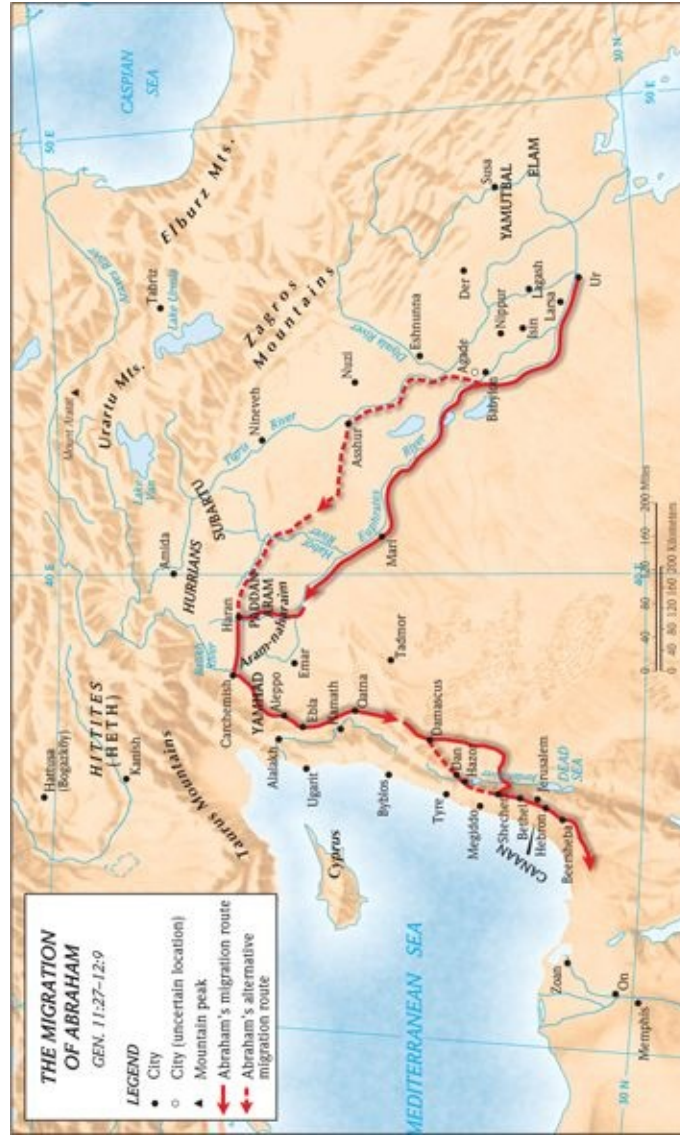 THE MIGRATION
OF ABRAHAM
GEN. 11:27–12:9
LEGEND
City
City (uncertain location)
Mountain peak
Abraham's migration route
Abraham's alternative
migration route
Hattusa
(Bogazköy)
HITTITES
(HETH)
Kanish
Taurus Mountains
Mount Ararat
Urartu Mts.
Araxes River
Lake Van
Tabriz
Lake Urmia
Elburz Mts.
CASPIAN
SEA
50 E
40 E
Amida
HURRIANS
SUBARTU
Tigris
River
Nineveh
Zagros
Mountains
Carchemish
Haran
PADDAN
ARAM
Aram-naharaim
River
Nuzi
Asshur
Diyala River
Alalakh
YAMHAD
Aleppo
Ebla
Emar
Hamath
Qatna
Ugarit
Cyprus
Euphrates
River
Mari
Eshnunna
Agade
Der
Susa
YAMUTBAL
ELAM
Byblos
Tadmor
Damascus
Babylon
Nippur
Isin
Lagash
Larsa
Ur
Tyre
Dan
Hazor
Megiddo
Shechem
Bethel
Jerusalem
Hebron
Beersheba
CANAAN
DEAD
SEA
MEDITERRANEAN SEA
Zoan
On
Memphis
30 N
40 E
30 N
50 E
0 40 80 120 160 200 Miles
0 40 80 120 160 200 Kilometers